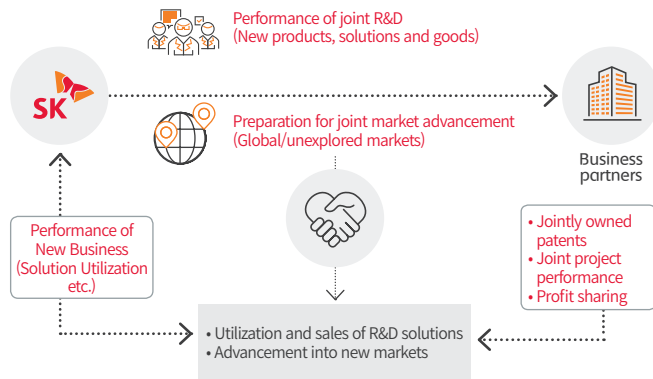 Performance of joint R&D
(New products, solutions and goods)
SK
Preparation for joint market advancement
(Global/unexplored markets)
Business
partners
Performance of
New Business
(Solution Utilization
etc.)
• Jointly owned
patents
• Joint project
performance
• Profit sharing
• Utilization and sales of R&D solutions
• Advancement into new markets